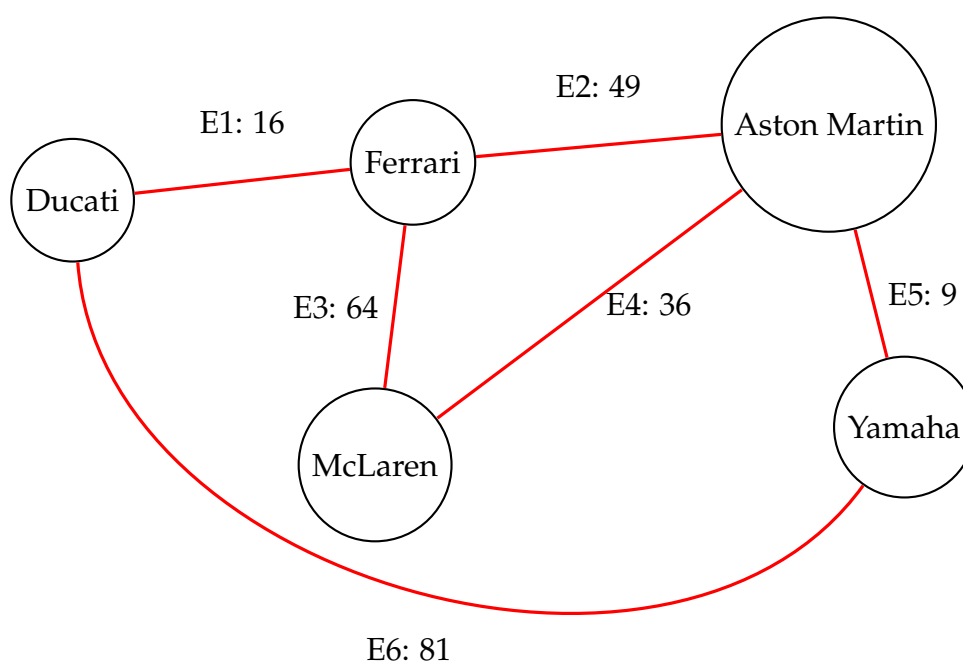 E2: 49
E1: 16
Aston Martin
Ferrari
Ducati
E3: 64
E4: 36
E5: 9
McLaren
Yamaha
E6: 81